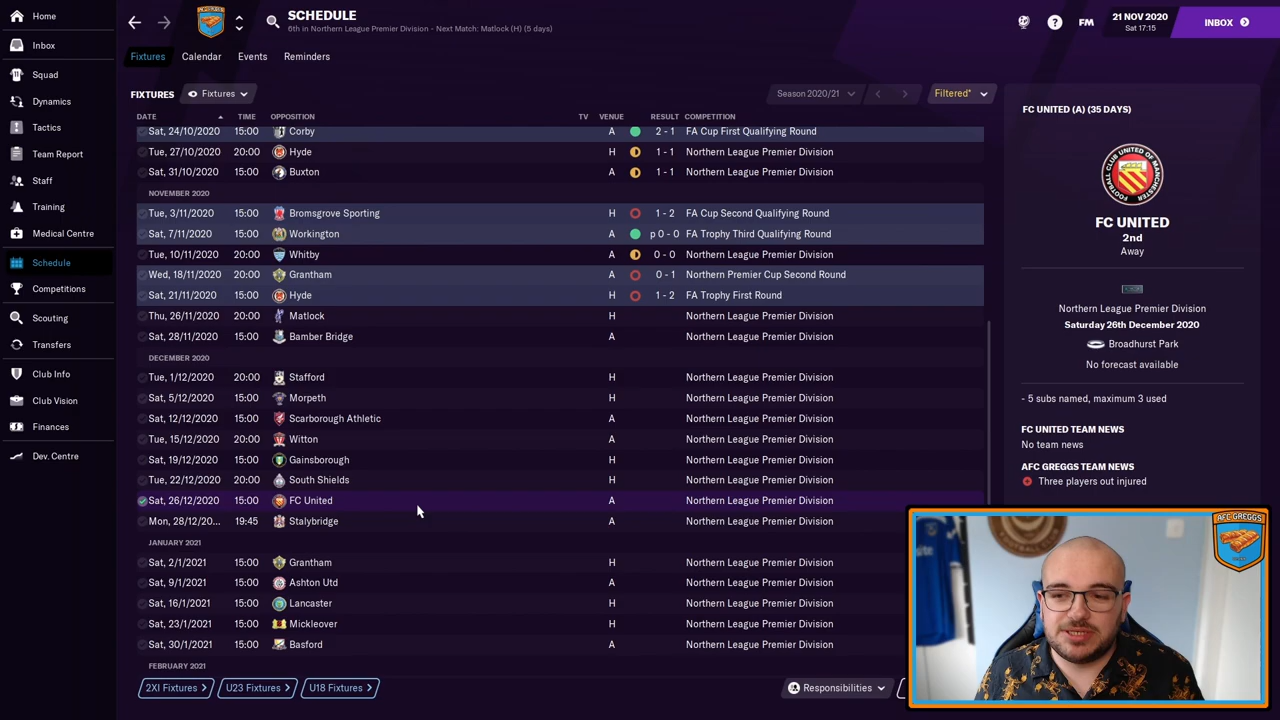 Home
Inbox
Squad
Dynamics
Tactics
Team Report
Staff
Training
Medical Centre
Schedule
Competitions
Scouting
Transfers
Club Info
Club Vision
Finances
Dev. Centre
SCHEDULE
6th in Northern League Premier Division - Next Match: Matlock (H) (5 days)
FM
21 NOV 2020
Sat 17:15
INBOX
Fixtures Calendar Events Reminders
FIXTURES Fixtures Season 2020/21 Filtered*
DATE TIME OPPOSITION TV VENUE RESULT COMPETITION
Sat, 24/10/2020 15:00 Corby A 2 - 1 FA Cup First Qualifying Round
Tue, 27/10/2020 20:00 Hyde H 1 - 1 Northern League Premier Division
Sat, 31/10/2020 15:00 Buxton A 1 - 1 Northern League Premier Division
NOVEMBER 2020
Tue, 3/11/2020 15:00 Bromsgrove Sporting H 1 - 2 FA Cup Second Qualifying Round
Sat, 7/11/2020 15:00 Workington A p 0 - 0 FA Trophy Third Qualifying Round
Tue, 10/11/2020 20:00 Whitby A 0 - 0 Northern League Premier Division
Wed, 18/11/2020 20:00 Grantham A 0 - 1 Northern Premier Cup Second Round
Sat, 21/11/2020 15:00 Hyde H 1 - 2 FA Trophy First Round
Thu, 26/11/2020 20:00 Matlock H Northern League Premier Division
Sat, 28/11/2020 15:00 Bamber Bridge A Northern League Premier Division
DECEMBER 2020
Tue, 1/12/2020 20:00 Stafford H Northern League Premier Division
Sat, 5/12/2020 15:00 Morpeth H Northern League Premier Division
Sat, 12/12/2020 15:00 Scarborough Athletic A Northern League Premier Division
Tue, 15/12/2020 20:00 Witton A Northern League Premier Division
Sat, 19/12/2020 15:00 Gainsborough H Northern League Premier Division
Tue, 22/12/2020 20:00 South Shields H Northern League Premier Division
Sat, 26/12/2020 15:00 FC United A Northern League Premier Division
Mon, 28/12/20... 19:45 Stalybridge A Northern League Premier Division
JANUARY 2021
Sat, 2/1/2021 15:00 Grantham H Northern League Premier Division
Sat, 9/1/2021 15:00 Ashton Utd A Northern League Premier Division
Sat, 16/1/2021 15:00 Lancaster H Northern League Premier Division
Sat, 23/1/2021 15:00 Mickleover H Northern League Premier Division
Sat, 30/1/2021 15:00 Basford A Northern League Premier Division
FEBRUARY 2021
2XI Fixtures U23 Fixtures U18 Fixtures Responsibilities
FC UNITED (A) (35 DAYS)
FC UNITED
2nd
Away
Northern League Premier Division
Saturday 26th December 2020
Broadhurst Park
No forecast available
- 5 subs named, maximum 3 used
FC UNITED TEAM NEWS
No team news
AFC GREGGS TEAM NEWS
Three players out injured
AFC GREGGS